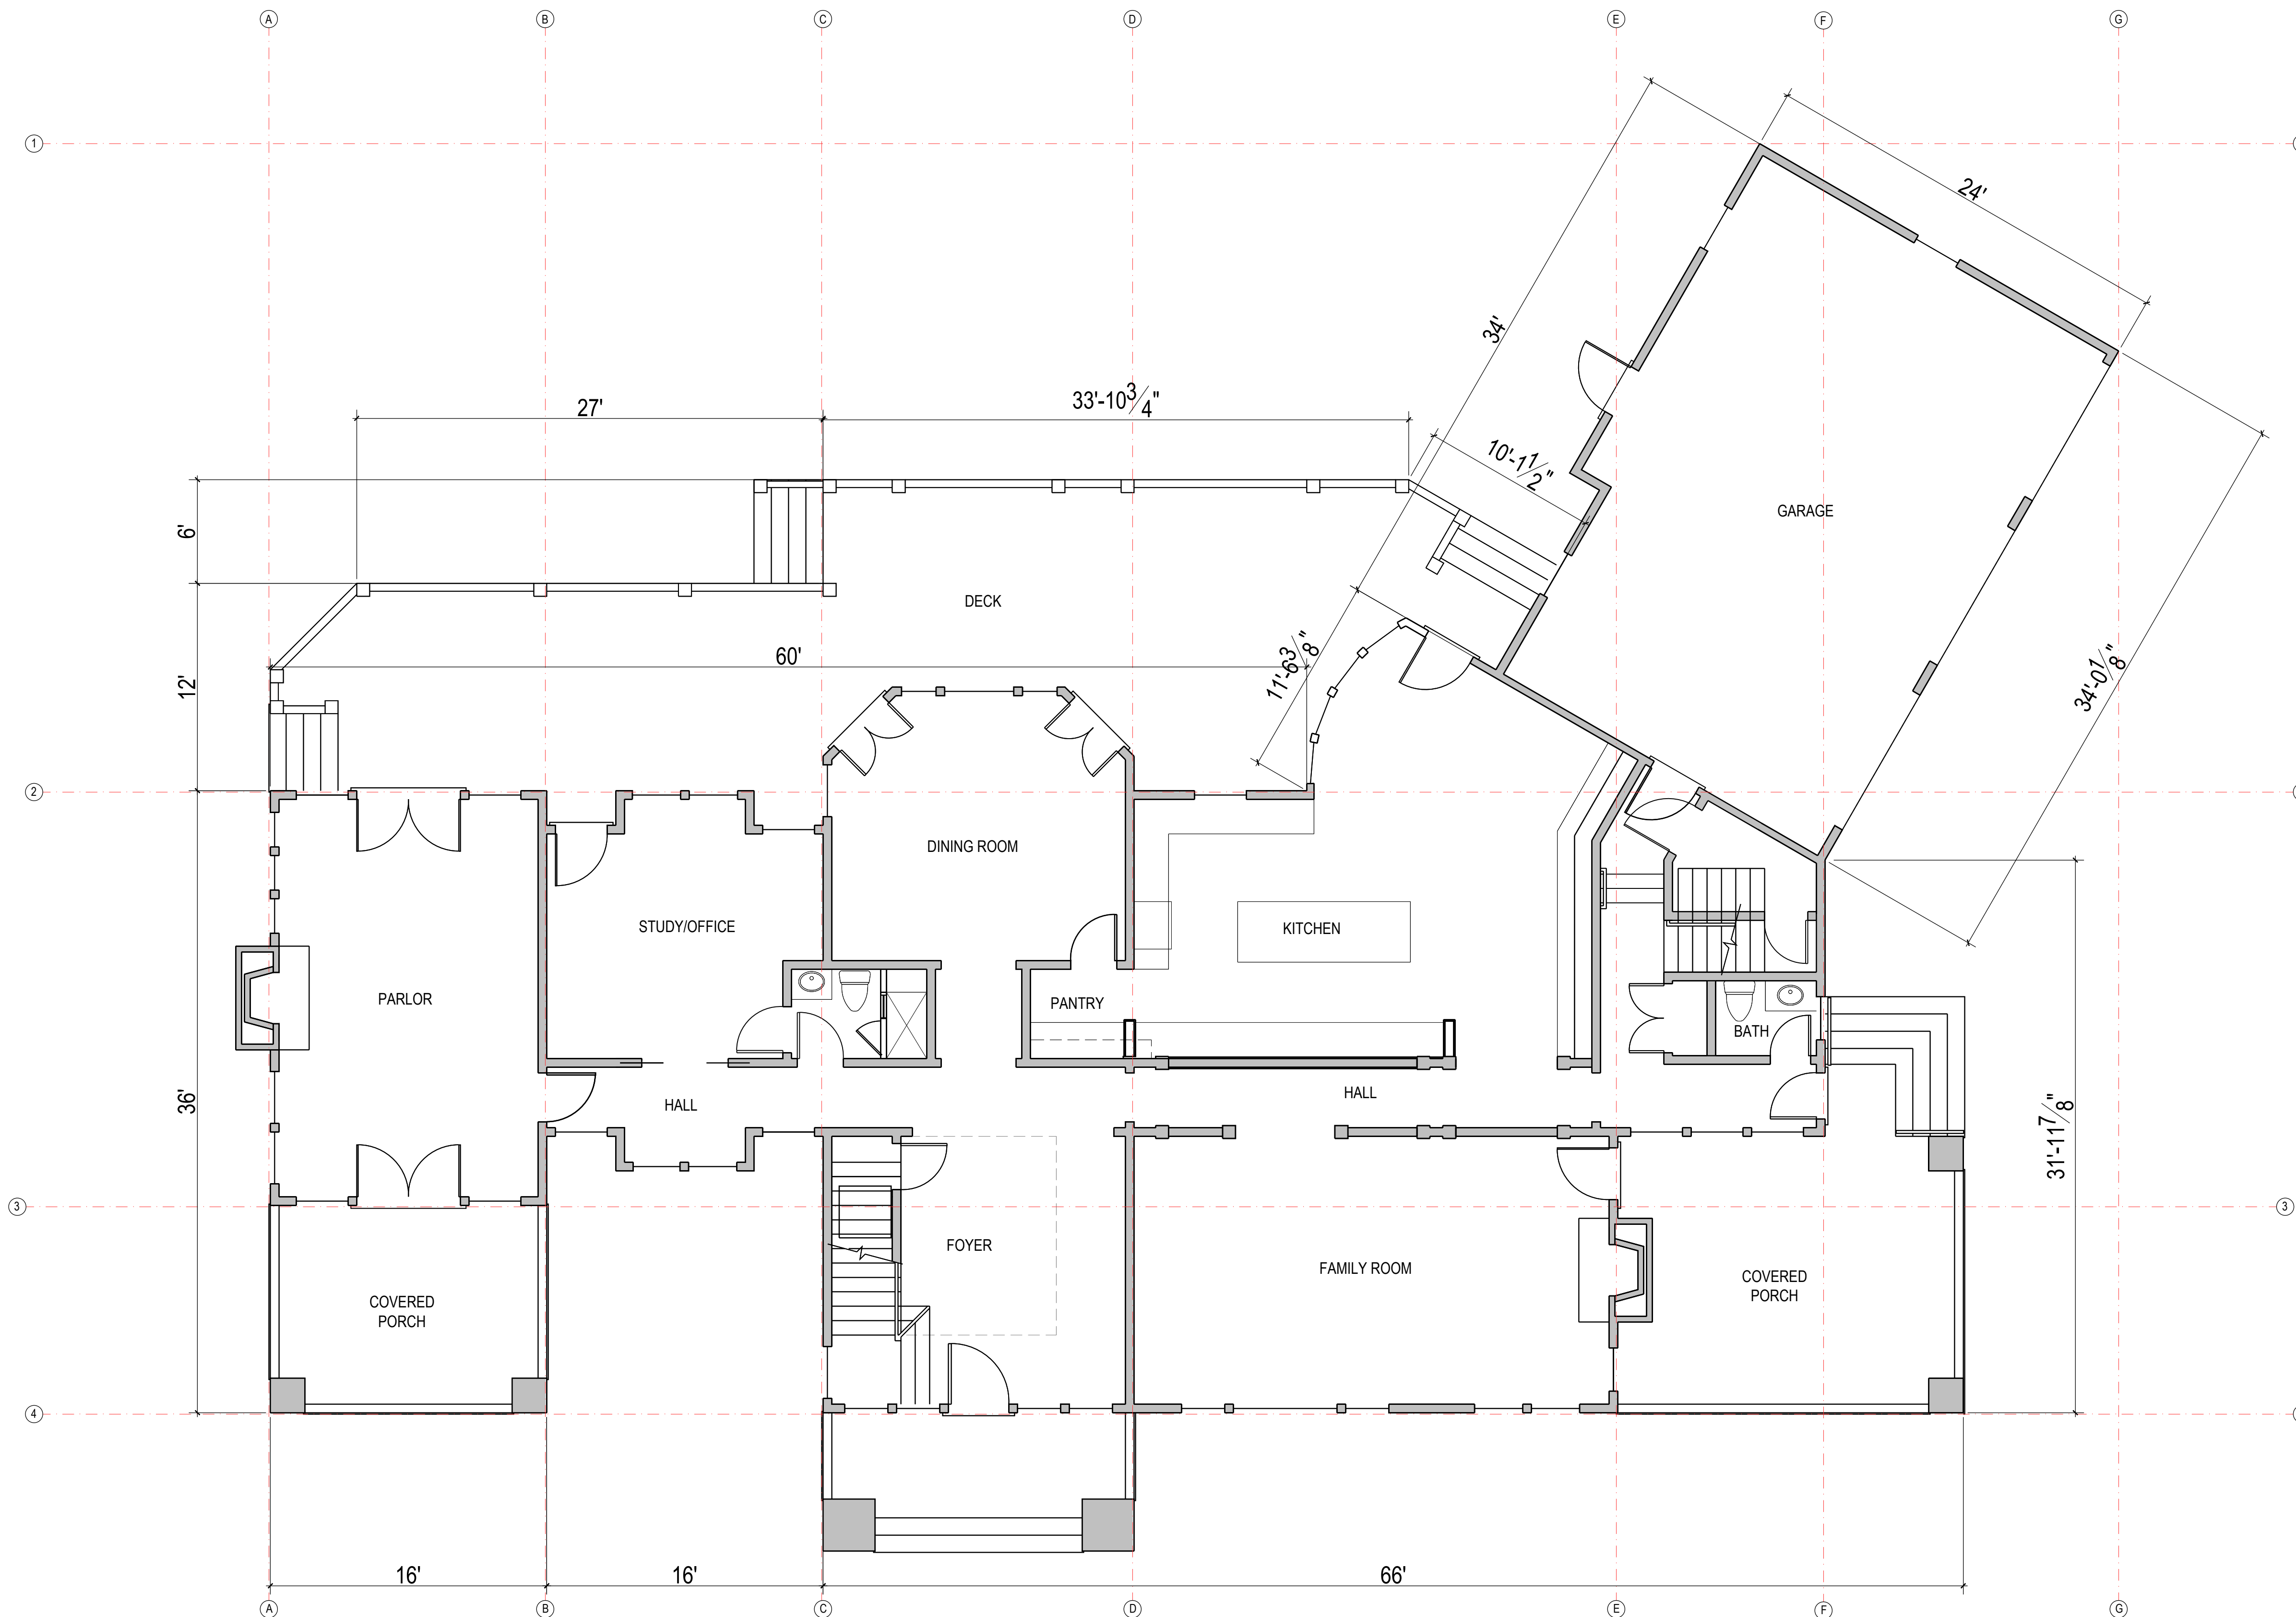 A
B
C
D
E
F
G
1
24'
34'
27'
33'-10 3/4"
10'-1 1/2"
6'
GARAGE
DECK
60'
11'-6 3/8"
34'-0 1/8"
12'
2
DINING ROOM
STUDY/OFFICE
KITCHEN
PARLOR
PANTRY
BATH
36'
HALL
HALL
31'-11 7/8"
3
3
FOYER
FAMILY ROOM
COVERED
PORCH
COVERED
PORCH
4
16'
16'
66'
A
B
C
D
E
F
G